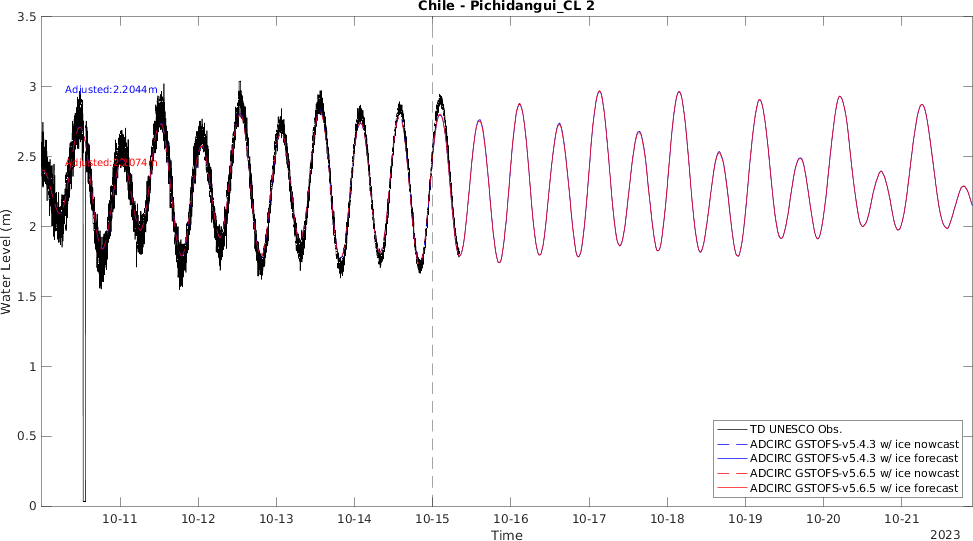 Chile - Pichidangui_CL 2
3.5
3
2.5
2
1.5
1
0.5
0
Water Level (m)
Adjusted:2.2044m
10-11
10-12
10-13
10-14
10-15
10-16
10-17
10-18
10-19
10-20
10-21
Time
2023
TD UNESCO Obs.
ADCIRC GSTOFS-v5.4.3 w/ ice nowcast
ADCIRC GSTOFS-v5.4.3 w/ ice forecast
ADCIRC GSTOFS-v5.6.5 w/ ice nowcast
ADCIRC GSTOFS-v5.6.5 w/ ice forecast